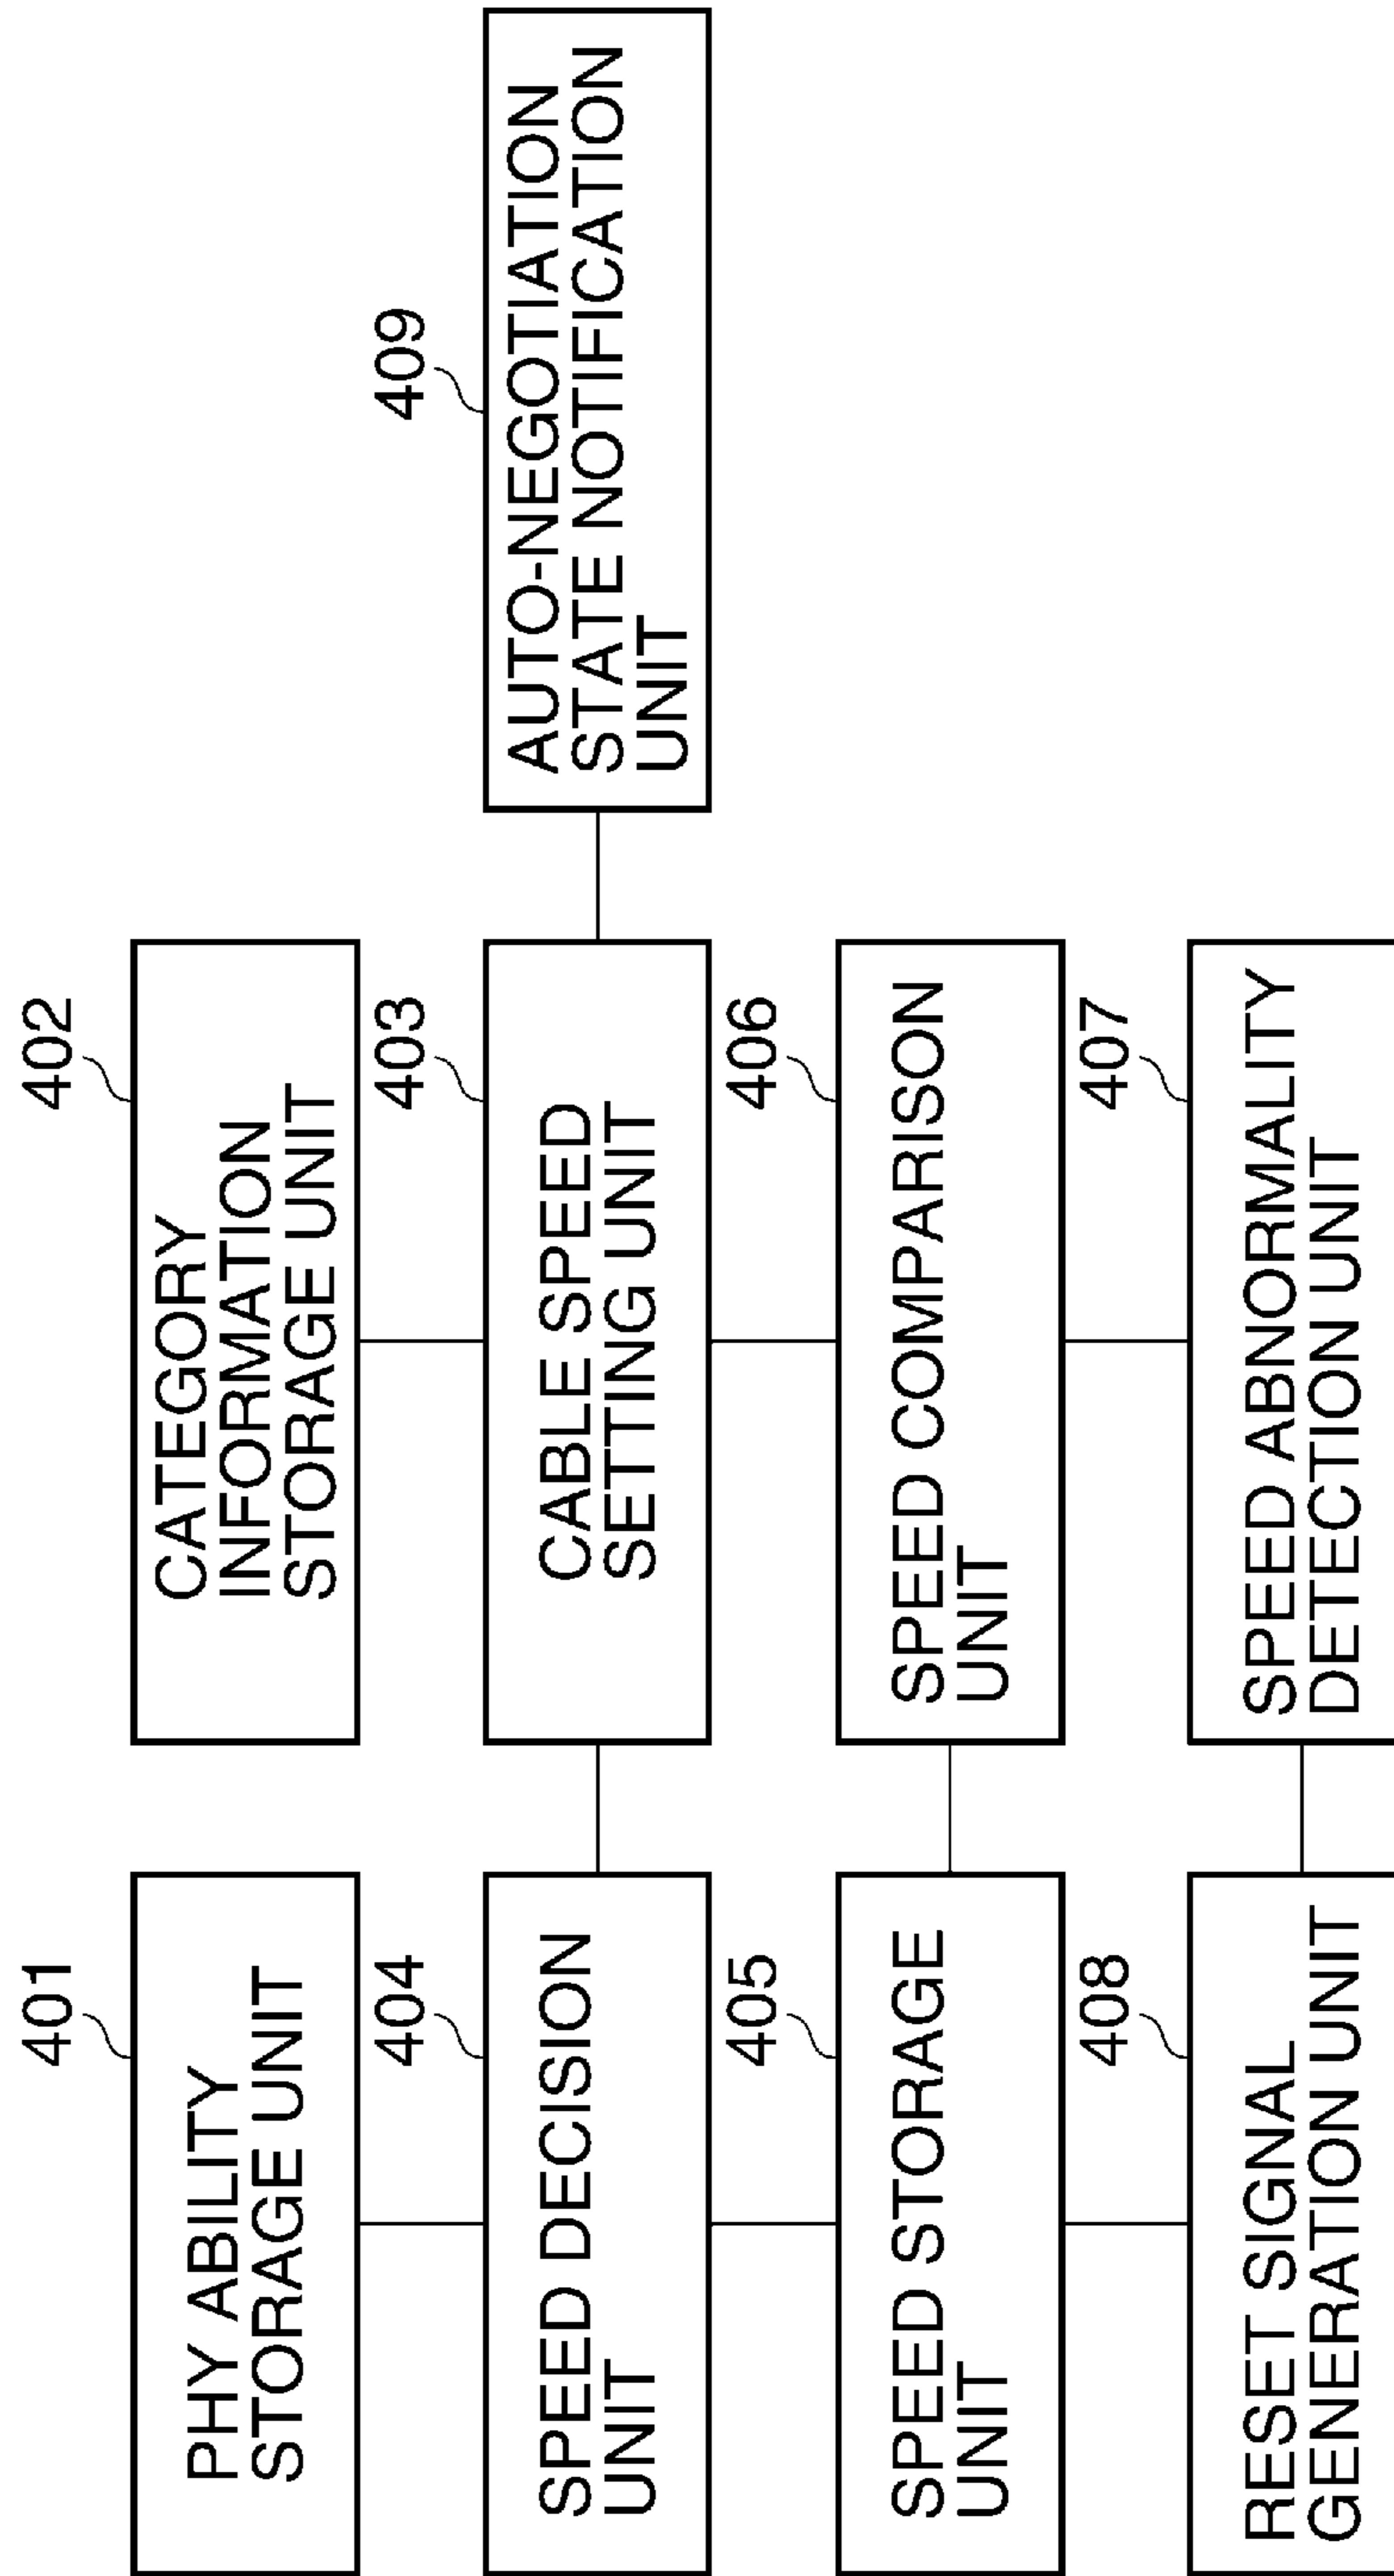 401
PHY ABILITY
STORAGE UNIT
402
CATEGORY
INFORMATION
STORAGE UNIT
404
SPEED DECISION
UNIT
403
CABLE SPEED
SETTING UNIT
409
AUTO-NEGOTIATION
STATE NOTIFICATION
UNIT
405
SPEED STORAGE
UNIT
406
SPEED COMPARISON
UNIT
408
RESET SIGNAL
GENERATION UNIT
407
SPEED ABNORMALITY
DETECTION UNIT